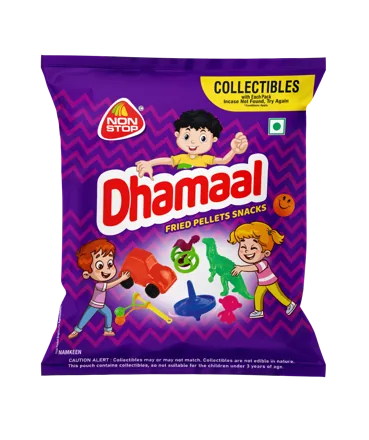 COLLECTIBLES
with Each Pack
Incase Not Found, Try Again
NON
STOP
Dhamaal
FRIED PELLETS SNACKS
NAMKEEN
CAUTION ALERT : Collectibles may or may not match. Collectibles are not edible in nature.
This pouch contains collectibles, so not suitable for the children under 3 years of age.